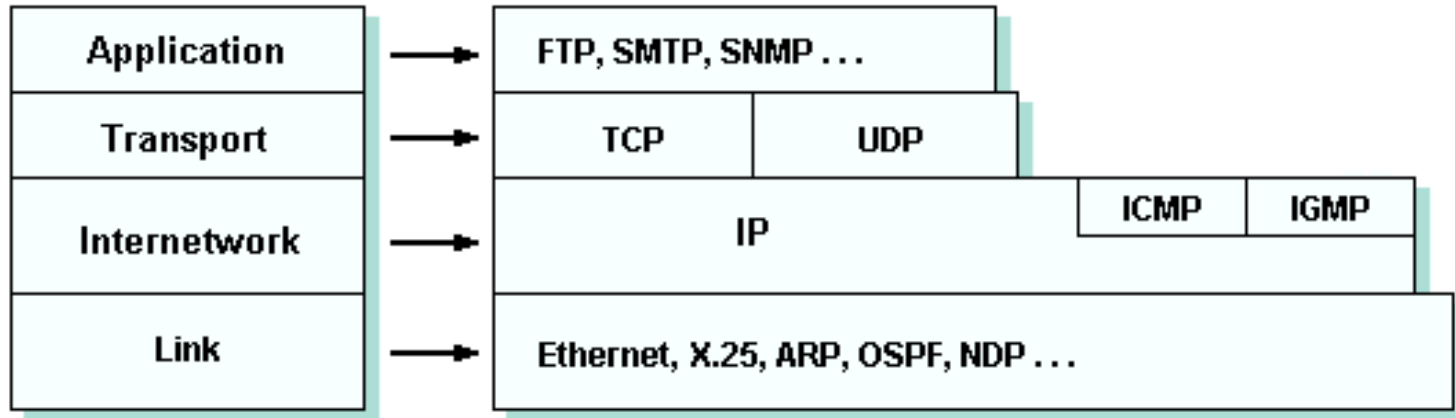 Application
FTP, SMTP, SNMP . . .
Transport
TCP
UDP
Internetwork
IP
ICMP
IGMP
Link
Ethernet, X.25, ARP, OSPF, NDP . . .